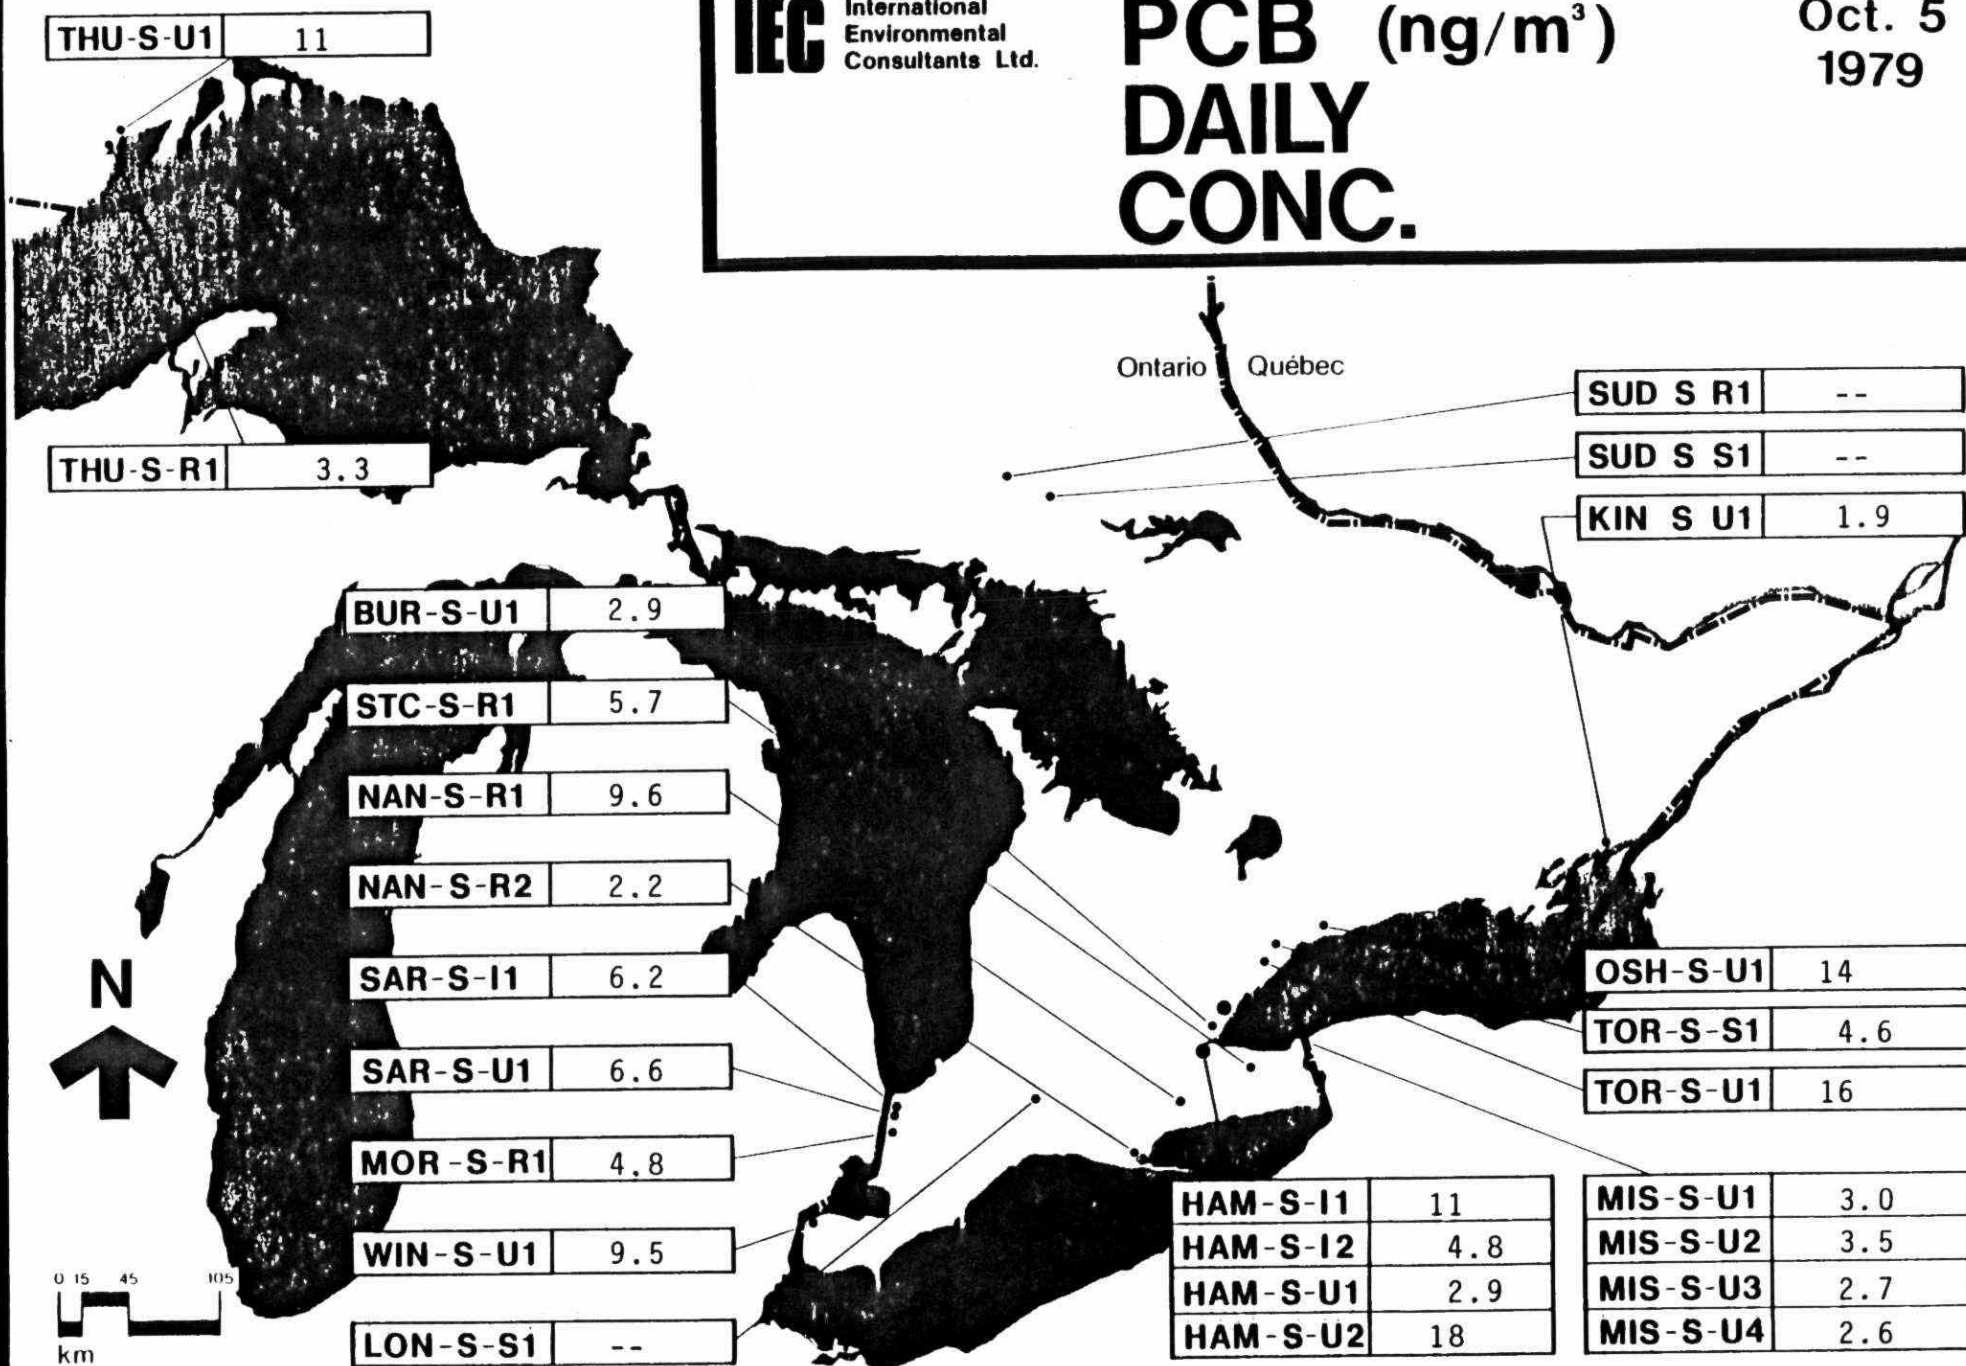 THU-S-U1 11
IEC
International
Environmental
Consultants Ltd.
PCB (ng/m³)
DAILY
CONC.
Oct. 5
1979
Ontario Québec
SUD S R1 --
SUD S S1 --
KIN S U1 1.9
THU-S-R1 3.3
BUR-S-U1 2.9
STC-S-R1 5.7
NAN-S-R1 9.6
NAN-S-R2 2.2
SAR-S-I1 6.2
SAR-S-U1 6.6
MOR-S-R1 4.8
WIN-S-U1 9.5
LON-S-S1 --
N
0 15 45 105
km
OSH-S-U1 14
TOR-S-S1 4.6
TOR-S-U1 16
HAM-S-I1 11
HAM-S-I2 4.8
HAM-S-U1 2.9
HAM-S-U2 18
MIS-S-U1 3.0
MIS-S-U2 3.5
MIS-S-U3 2.7
MIS-S-U4 2.6